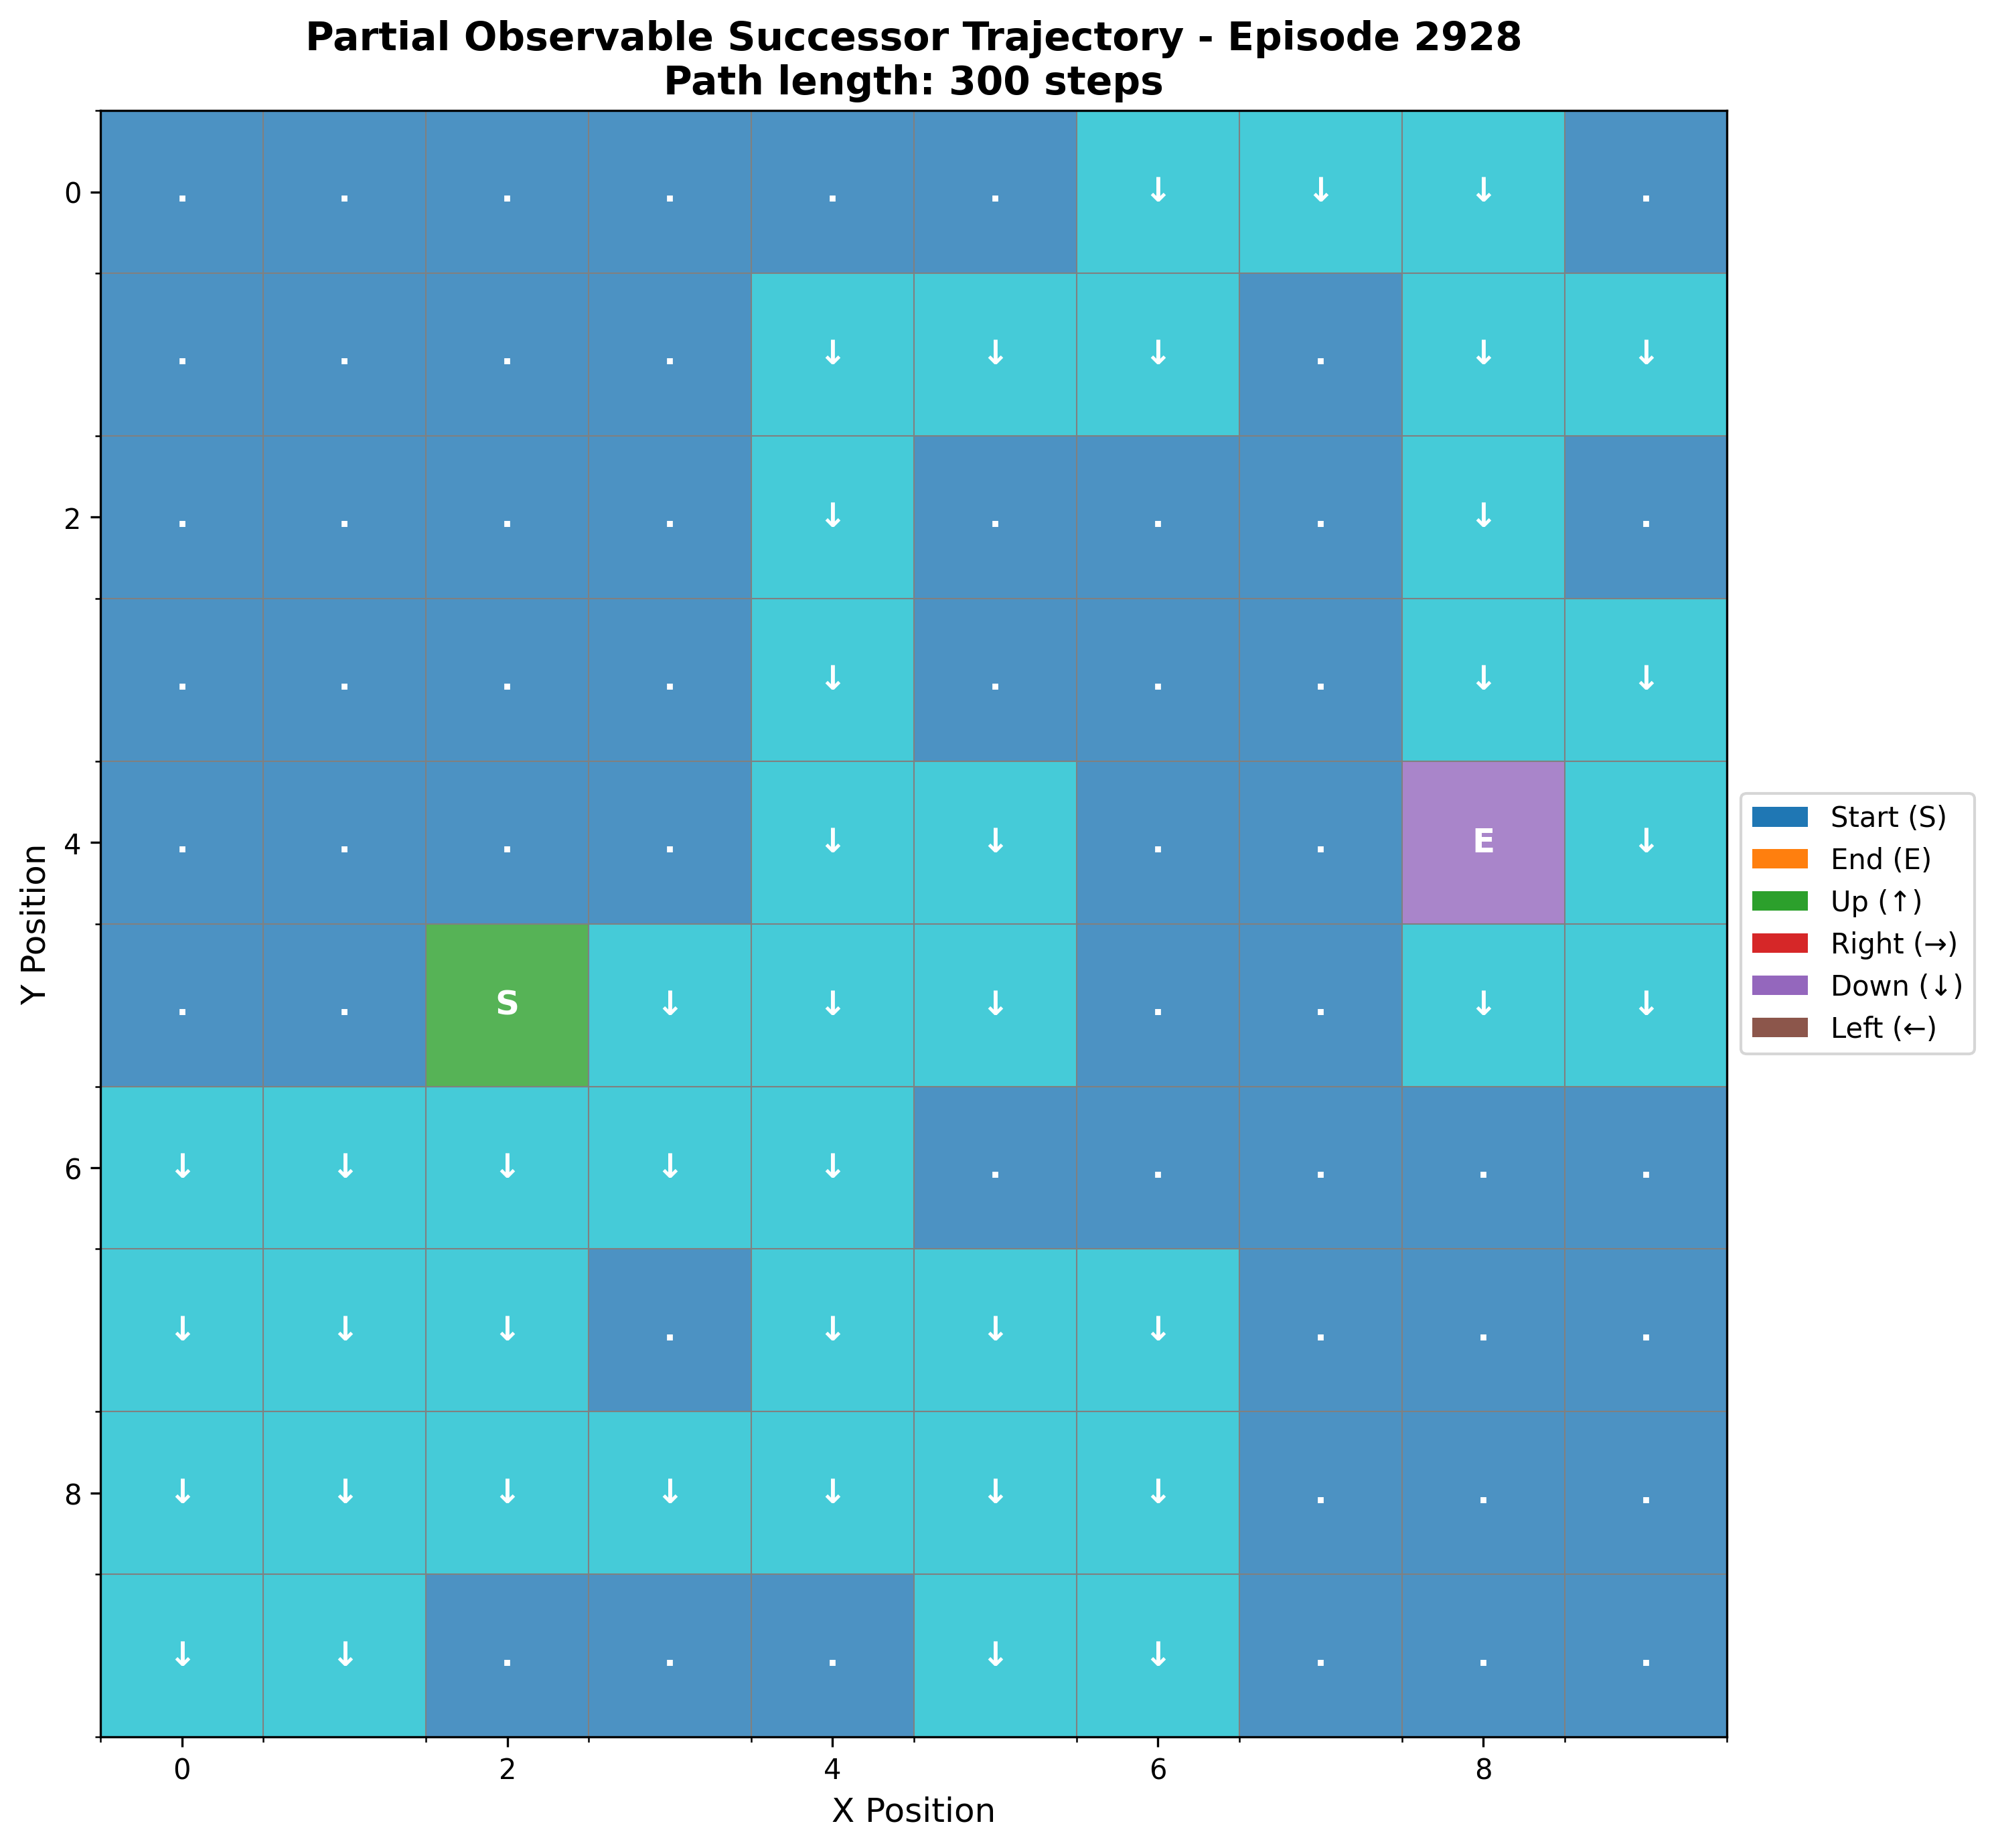 Partial Observable Successor Trajectory - Episode 2928
Path length: 300 steps
0 . . . . . . ↓ ↓ ↓ .
. . . . ↓ ↓ ↓ . ↓ ↓
2 . . . . ↓ . . . ↓ .
. . . . ↓ . . . ↓ ↓
4 . . . . ↓ ↓ . . E ↓
. . S ↓ ↓ ↓ . . ↓ ↓
6 ↓ ↓ ↓ ↓ ↓ . . . . .
↓ ↓ ↓ . ↓ ↓ ↓ . . .
8 ↓ ↓ ↓ ↓ ↓ ↓ ↓ . . .
↓ ↓ . . . ↓ ↓ . . .
0 2 4 6 8
X Position
Y Position
Start (S)
End (E)
Up (↑)
Right (→)
Down (↓)
Left (←)